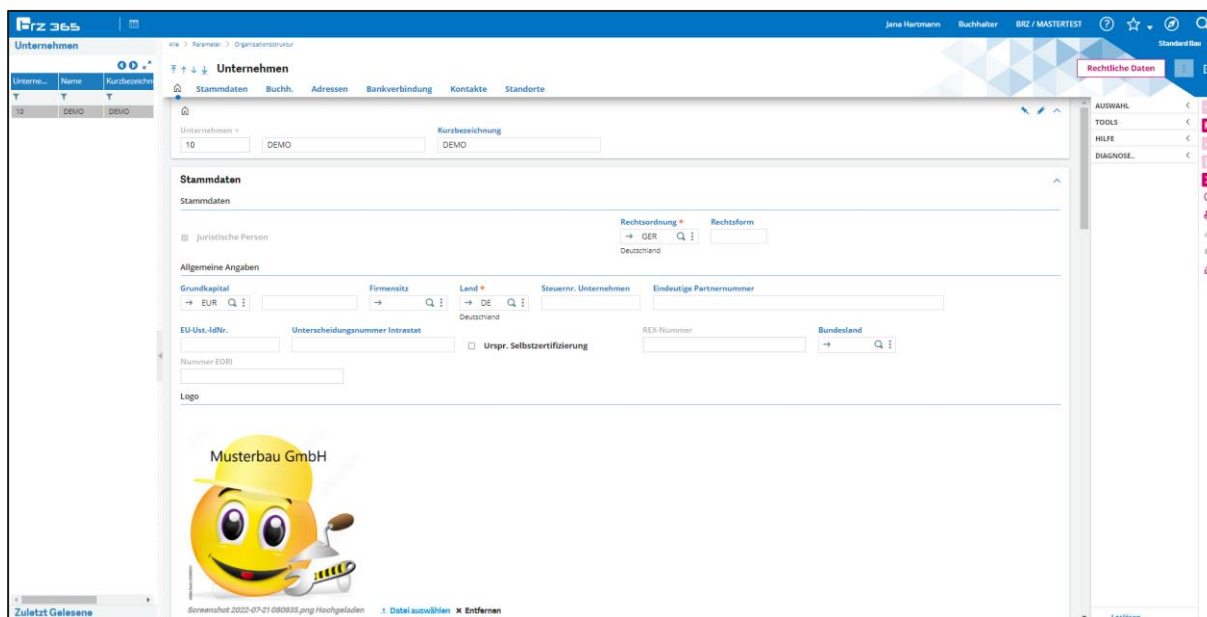 brz 365
Jana Hartmann Buchhalter BRZ / MASTERTEST
Unternehmen
Alle > Parameter > Organisationsstruktur
Standard Bau
Unternehmen
Rechtliche Daten
Unterne... Name Kurzbezeichn
Stammdaten Buchh. Adressen Bankverbindung Kontakte Standorte
10 DEMO DEMO
AUSWAHL
TOOLS
HILFE
DIAGNOSE..
Unternehmen Kurzbezeichnung
10 DEMO DEMO
Stammdaten
Stammdaten
Rechtsordnung * Rechtsform
Juristische Person
GER
Deutschland
Allgemeine Angaben
Grundkapital Firmensitz Land * Steuernr. Unternehmen Eindeutige Partnernummer
EUR DE
Deutschland
EU-Ust.-IdNr. Unterscheidungsnummer Intrastat REX-Nummer Bundesland
Urspr. Selbstzertifizierung
Nummer EORI
Logo
Musterbau GmbH
Screenshot 2022-07-21 080935.png Hochgeladen Datei auswählen × Entfernen
Zuletzt Gelesene